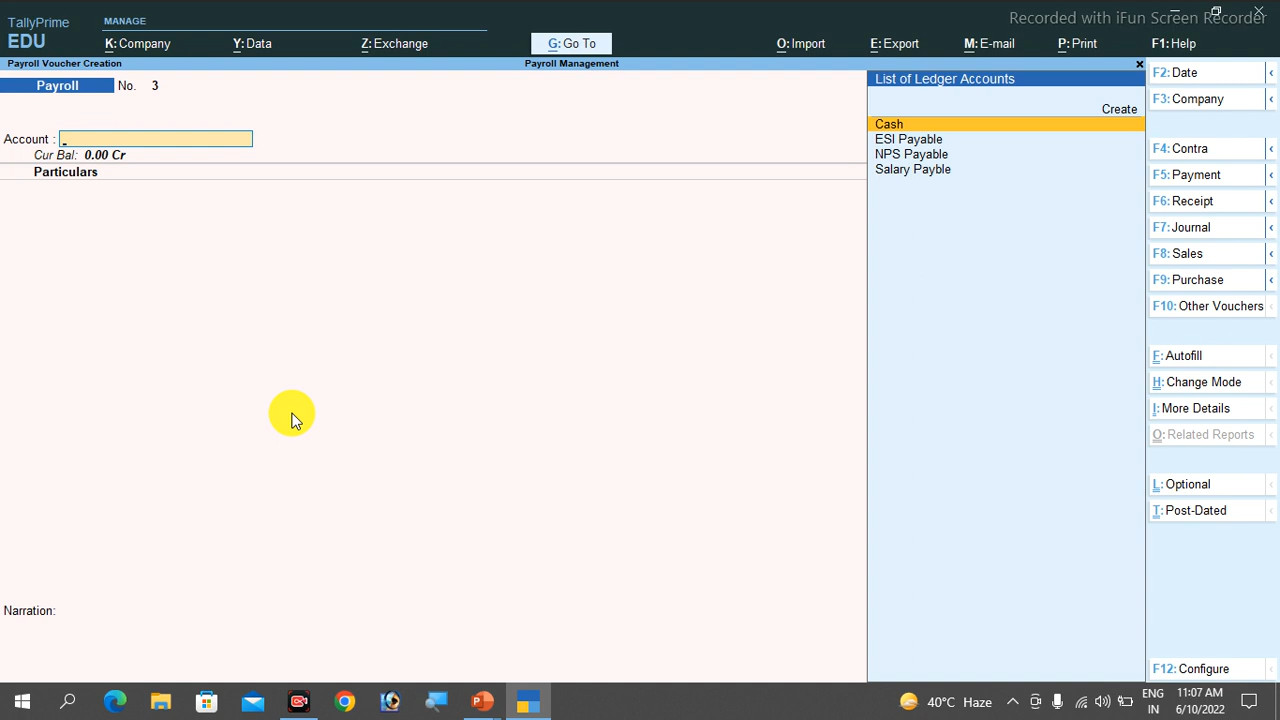 TallyPrime
EDU
MANAGE
K: Company
Y: Data
Z: Exchange
G: Go To
O: Import
E: Export
M: E-mail
P: Print
F1: Help
Recorded with iFun Screen Recorder
Payroll Voucher Creation
Payroll Management
Payroll
No. 3
Account :
Cur Bal: 0.00 Cr
Particulars
Narration:
List of Ledger Accounts
Create
Cash
ESI Payable
NPS Payable
Salary Payble
F2: Date
F3: Company
F4: Contra
F5: Payment
F6: Receipt
F7: Journal
F8: Sales
F9: Purchase
F10: Other Vouchers
F: Autofill
H: Change Mode
I: More Details
O: Related Reports
L: Optional
T: Post-Dated
F12: Configure
40°C Haze
ENG
IN
11:07 AM
6/10/2022